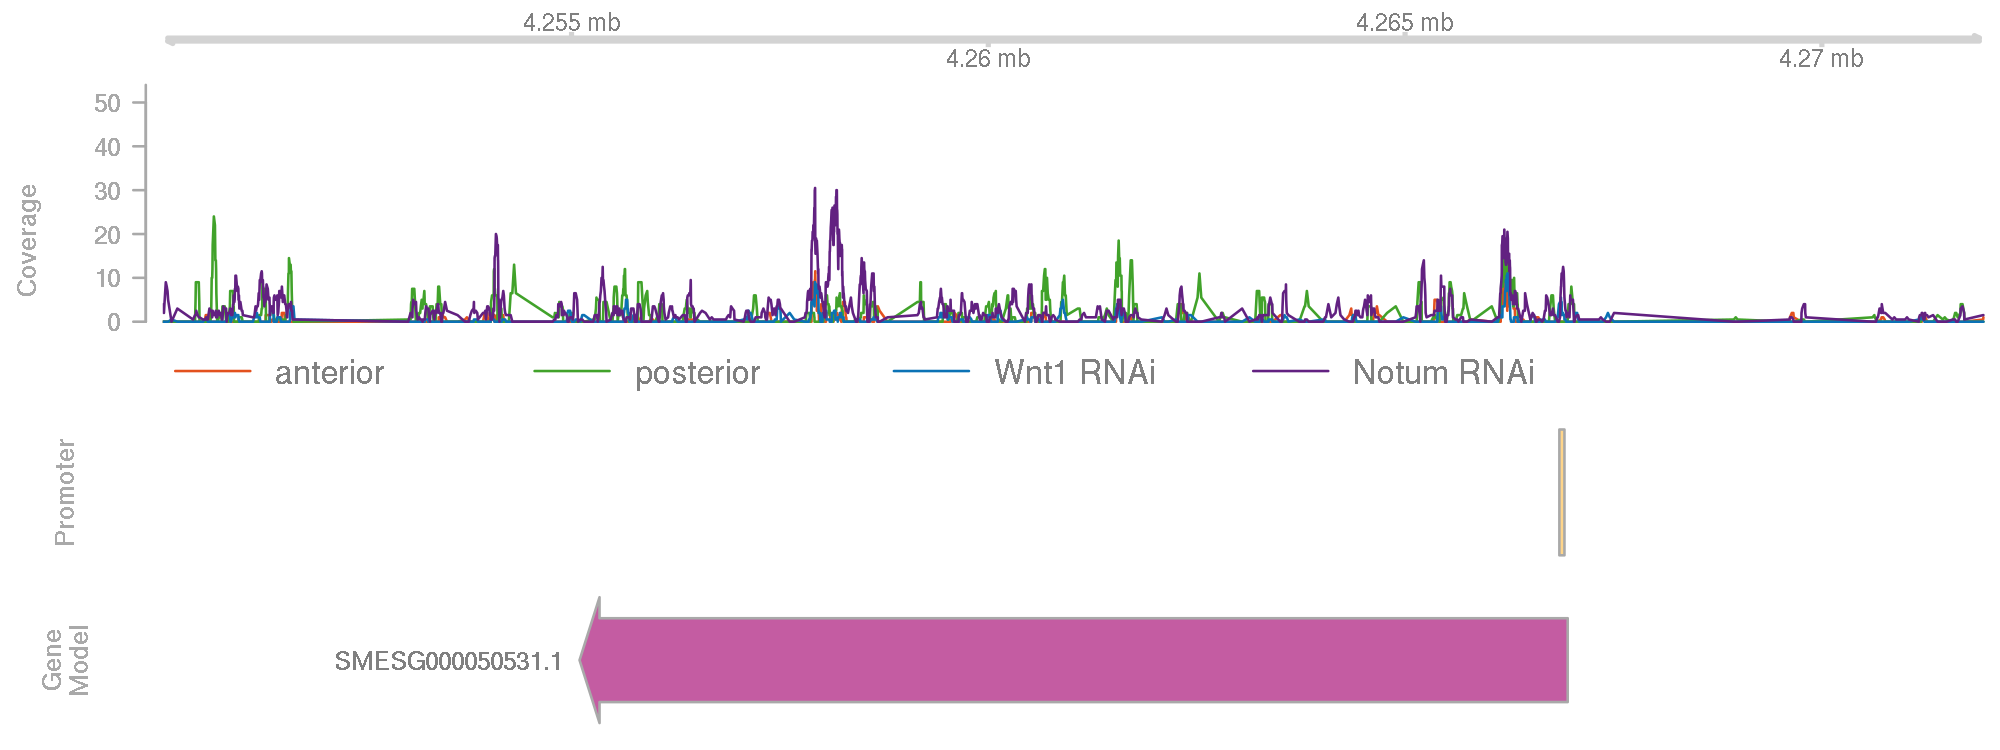 4.255 mb
4.265 mb
4.26 mb
4.27 mb
Coverage
50
40
30
20
10
0
anterior
posterior
Wnt1 RNAi
Notum RNAi
Promoter
Gene
Model
SMESG000050531.1